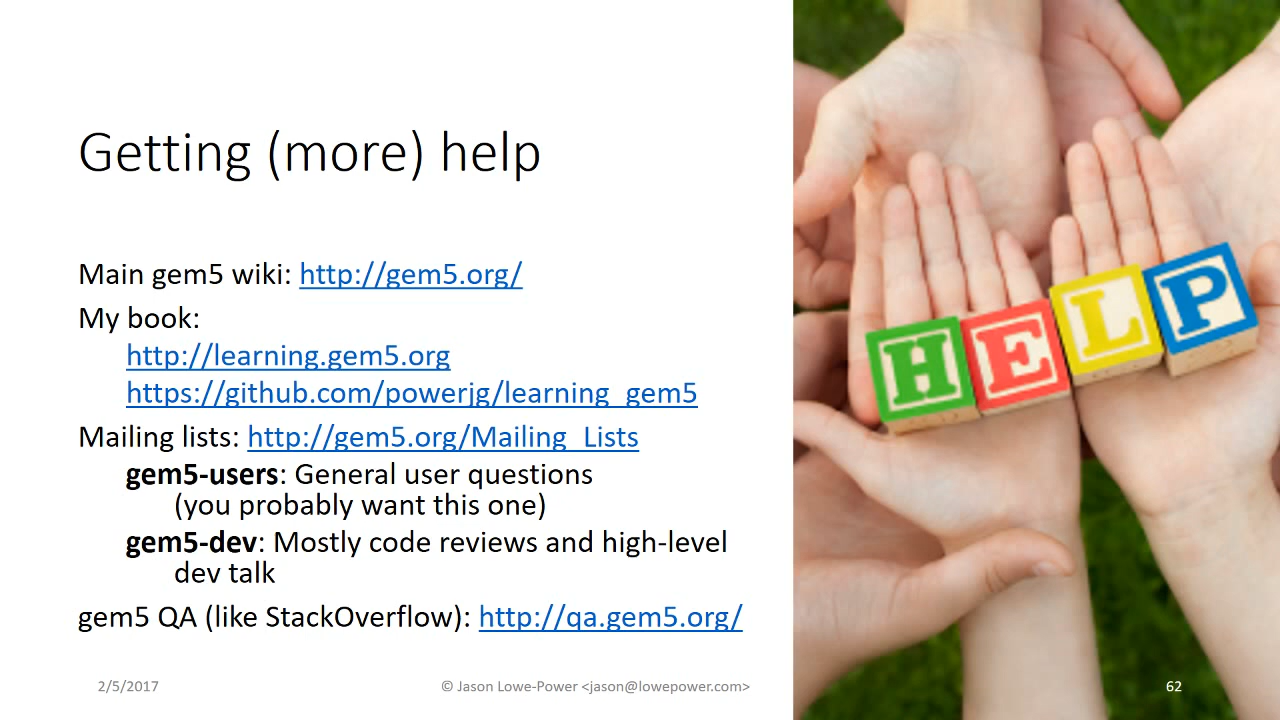 Getting (more) help
Main gem5 wiki: http://gem5.org/
My book:
http://learning.gem5.org
https://github.com/powerjg/learning_gem5
Mailing lists: http://gem5.org/Mailing_Lists
gem5-users: General user questions
(you probably want this one)
gem5-dev: Mostly code reviews and high-level
dev talk
gem5 QA (like StackOverflow): http://qa.gem5.org/
HELP
2/5/2017
© Jason Lowe-Power <jason@lowepower.com>
62